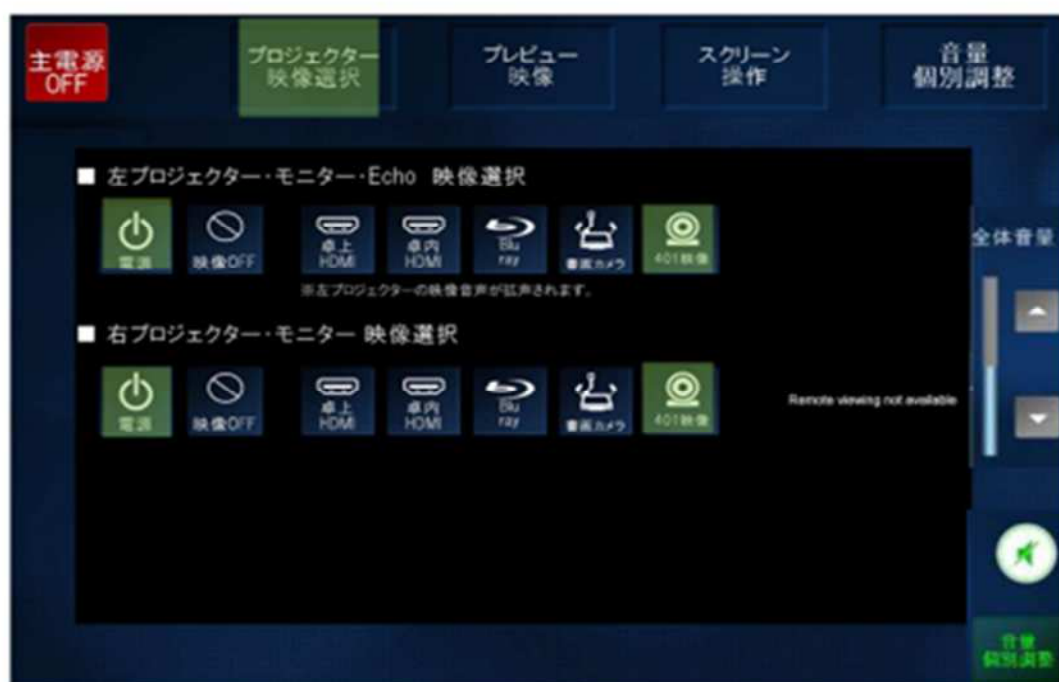 主電源
OFF
プロジェクター
映像選択
プレビュー
映像
スクリーン
操作
音量
個別調整
■ 左プロジェクター・モニター・Echo 映像選択
電源
映像OFF
卓上
HDMI
卓内
HDMI
Blu
ray
書画カメラ
401映像
※左プロジェクターの映像音声が拡声されます。
■ 右プロジェクター・モニター 映像選択
電源
映像OFF
卓上
HDMI
卓内
HDMI
Blu
ray
書画カメラ
401映像
Remote viewing not available
全体音量
音量
個別調整